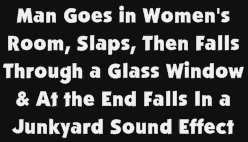 Man Goes in Women's
Room, Slaps, Then Falls
Through a Glass Window
& At the End Falls In a
Junkyard Sound Effect